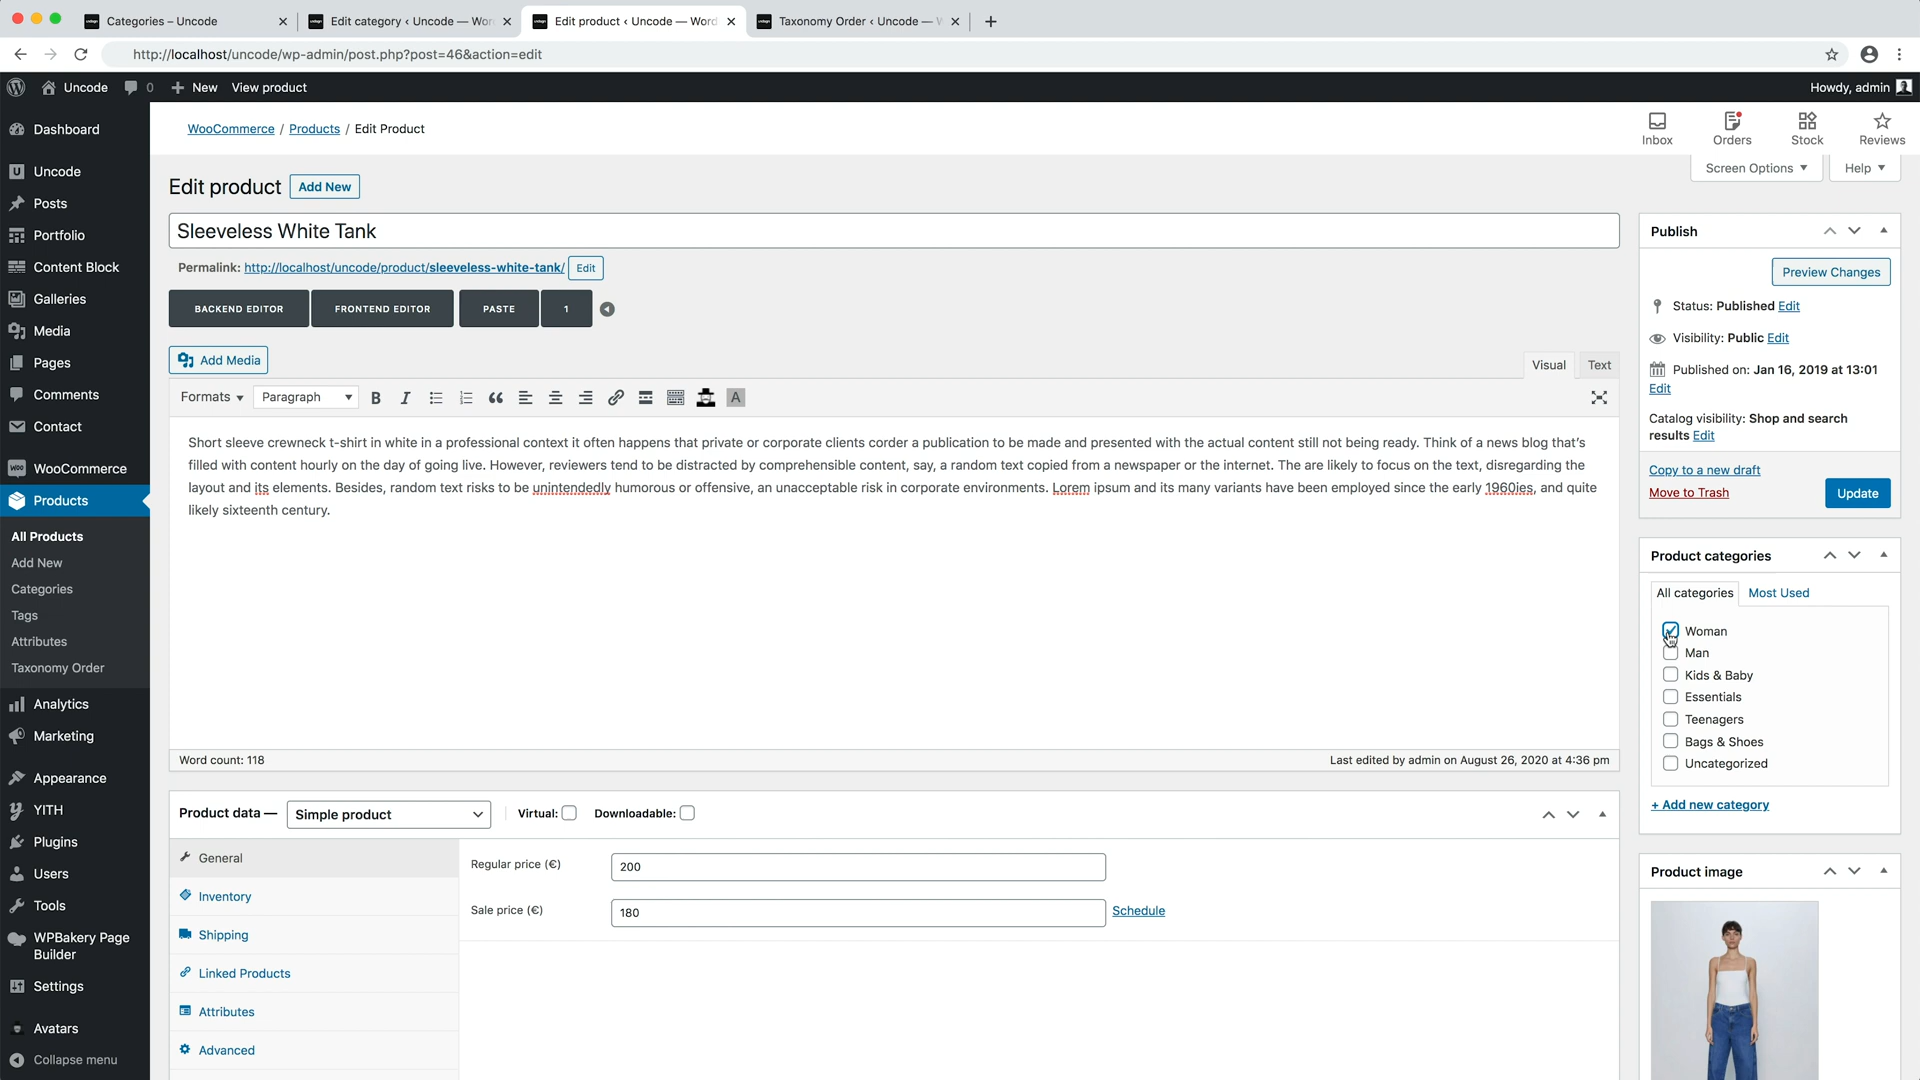 Categories – Uncode
Edit category ‹ Uncode — Wor
Edit product ‹ Uncode — Word
Taxonomy Order ‹ Uncode — W
http://localhost/uncode/wp-admin/post.php?post=46&action=edit
Uncode
0
New
View product
Howdy, admin
Dashboard
Uncode
Posts
Portfolio
Content Block
Galleries
Media
Pages
Comments
Contact
WooCommerce
Products
All Products
Add New
Categories
Tags
Attributes
Taxonomy Order
Analytics
Marketing
Appearance
YITH
Plugins
Users
Tools
WPBakery Page
Builder
Settings
Avatars
Collapse menu
WooCommerce / Products / Edit Product
Inbox
Orders
Stock
Reviews
Screen Options
Help
Edit product
Add New
Sleeveless White Tank
Permalink: http://localhost/uncode/product/sleeveless-white-tank/
Edit
BACKEND EDITOR
FRONTEND EDITOR
PASTE
1
Add Media
Visual
Text
Formats
Paragraph
Short sleeve crewneck t-shirt in white in a professional context it often happens that private or corporate clients corder a publication to be made and presented with the actual content still not being ready. Think of a news blog that's
filled with content hourly on the day of going live. However, reviewers tend to be distracted by comprehensible content, say, a random text copied from a newspaper or the internet. The are likely to focus on the text, disregarding the
layout and its elements. Besides, random text risks to be unintendedly humorous or offensive, an unacceptable risk in corporate environments. Lorem ipsum and its many variants have been employed since the early 1960ies, and quite
likely sixteenth century.
Word count: 118
Last edited by admin on August 26, 2020 at 4:36 pm
Product data —
Simple product
Virtual:
Downloadable:
General
Inventory
Shipping
Linked Products
Attributes
Advanced
Regular price (€)
200
Sale price (€)
180
Schedule
Publish
Preview Changes
Status: Published Edit
Visibility: Public Edit
Published on: Jan 16, 2019 at 13:01
Edit
Catalog visibility: Shop and search
results Edit
Copy to a new draft
Move to Trash
Update
Product categories
All categories
Most Used
Woman
Man
Kids & Baby
Essentials
Teenagers
Bags & Shoes
Uncategorized
+ Add new category
Product image